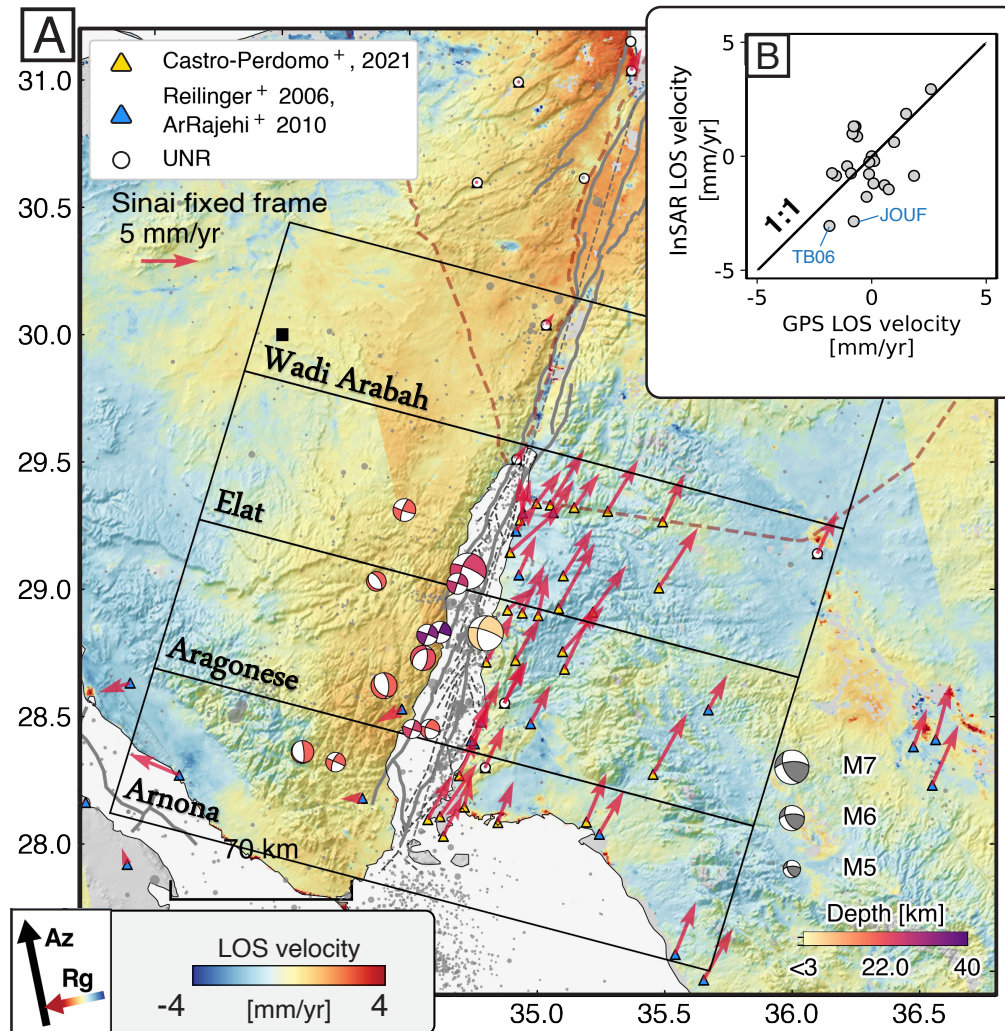 A
Castro-Perdomo⁺, 2021
Reilinger⁺ 2006,
ArRajehi⁺ 2010
UNR
Sinai fixed frame
5 mm/yr
31.0
30.5
30.0
29.5
29.0
28.5
28.0
Wadi Arabah
Elat
Aragonese
Arnona
70 km
B
5
0
-5
InSAR LOS velocity
[mm/yr]
1:1
JOUF
TB06
-5
0
5
GPS LOS velocity
[mm/yr]
M7
M6
M5
Depth [km]
<3
22.0
40
Az
Rg
LOS velocity
-4
[mm/yr]
4
35.0
35.5
36.0
36.5